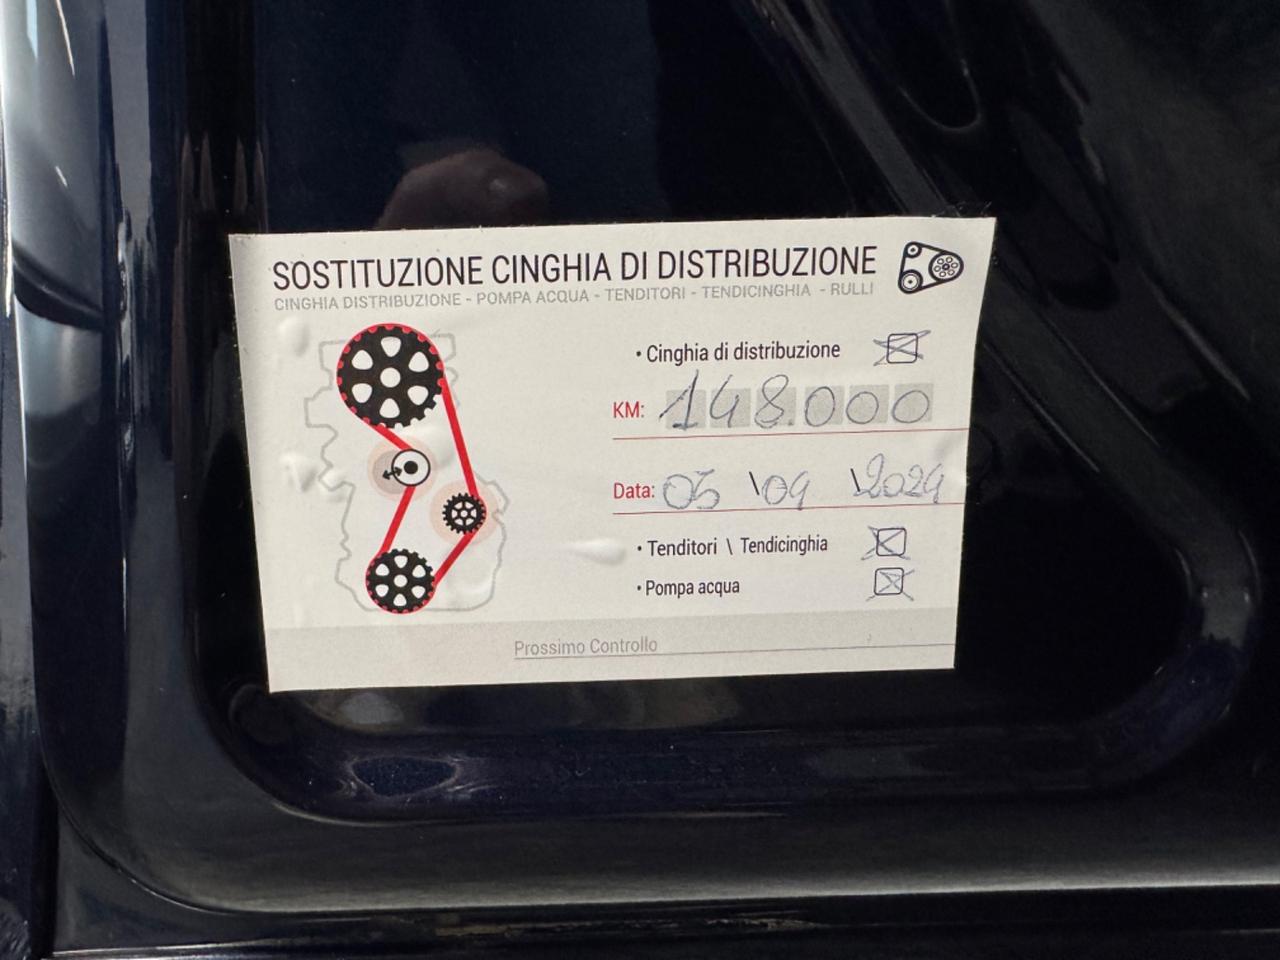 SOSTITUZIONE CINGHIA DI DISTRIBUZIONE
CINGHIA DISTRIBUZIONE - POMPA ACQUA - TENDITORI - TENDICINGHIA - RULLI
• Cinghia di distribuzione
KM: 148.000
Data: 05 \09 \2024
• Tenditori \ Tendicinghia
• Pompa acqua
Prossimo Controllo